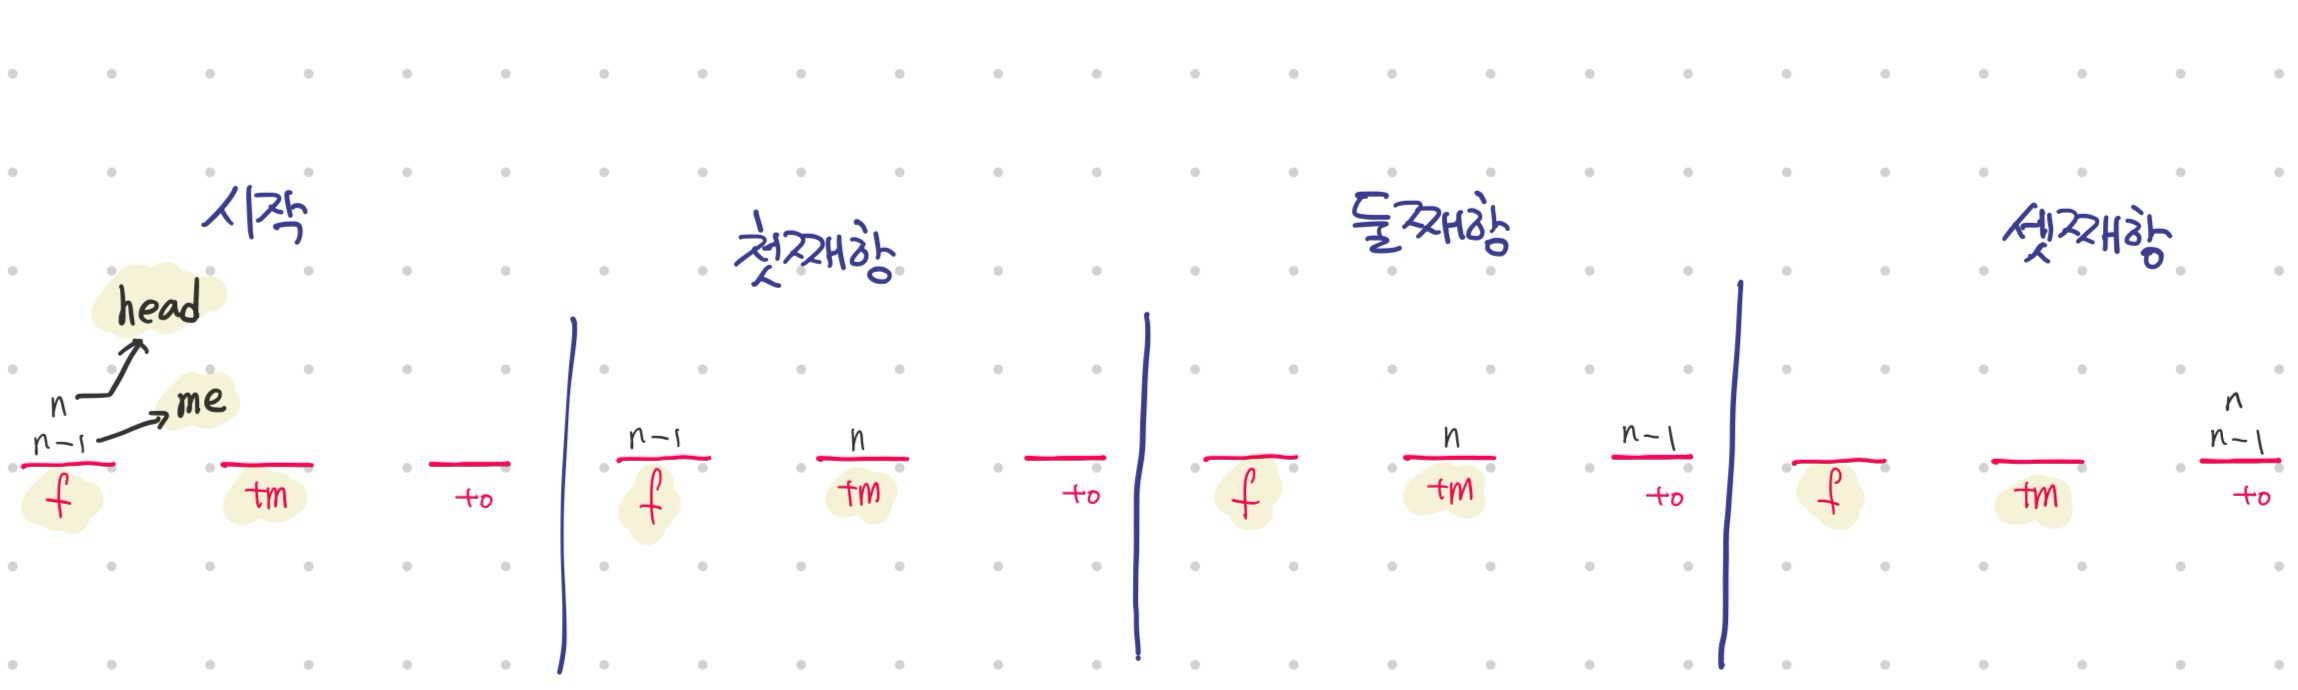 시작
head
n
me
n-1
f tm to
첫째항
n-1 n
f tm to
둘째항
n n-1
f tm to
셋째항
n
n-1
f tm to